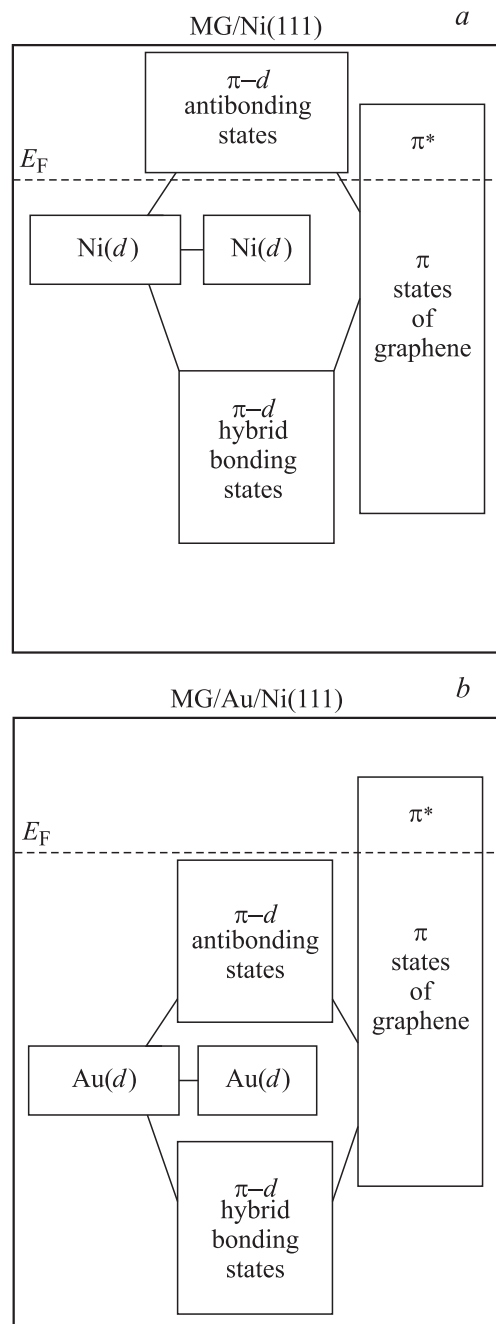 MG/Ni(111)
a
π–d
antibonding
states
π*
E_F
Ni(d)
Ni(d)
π
states
of
graphene
π–d
hybrid
bonding
states
MG/Au/Ni(111)
b
π*
E_F
π–d
antibonding
states
π
states
of
graphene
Au(d)
Au(d)
π–d
hybrid
bonding
states